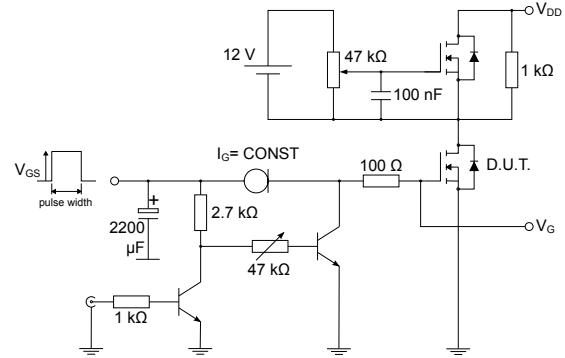 V_DD
12 V
47 kΩ
100 nF
1 kΩ
I_G= CONST
V_GS
pulse width
100 Ω
D.U.T.
2.7 kΩ
+
2200
μF
V_G
47 kΩ
1 kΩ